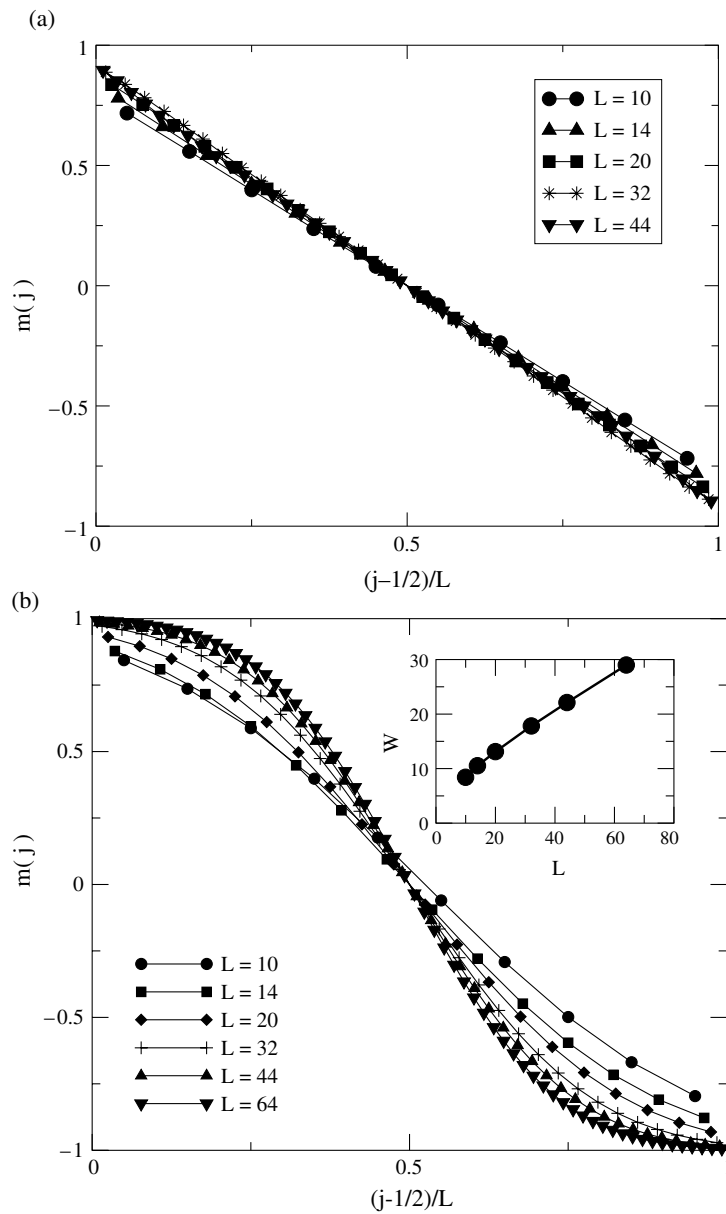 (a)
1
0.5
0
−0.5
−1
m( j )
L = 10
L = 14
L = 20
L = 32
L = 44
0
0.5
1
(j−1/2)/L
(b)
1
0.5
0
−0.5
−1
m( j )
30
20
10
0
W
0
20
40
60
80
L
L = 10
L = 14
L = 20
L = 32
L = 44
L = 64
0
0.5
(j-1/2)/L